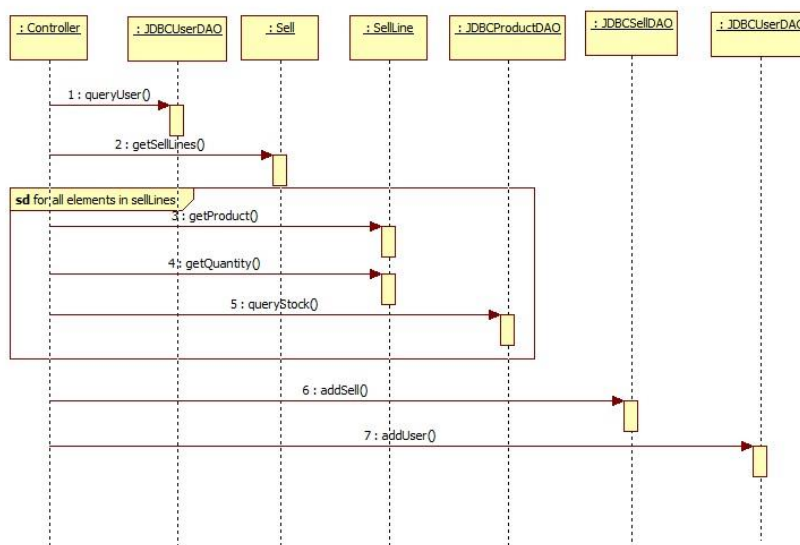 : Controller
: JDBCUserDAO
: Sell
: SellLine
: JDBCProductDAO
: JDBCSellDAO
: JDBCUserDAO
1 : queryUser()
2 : getSellLines()
sd for all elements in sellLines
3 : getProduct()
4 : getQuantity()
5 : queryStock()
6 : addSell()
7 : addUser()